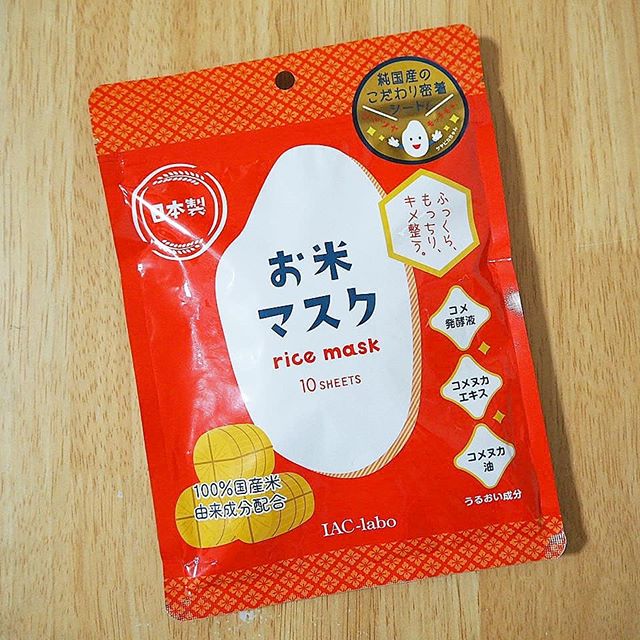 純国産の
こだわり密着
シート!
日本製
ふっくら、
もっちり、
キメ整う。
お米
マスク
rice mask
10 SHEETS
コメ
発酵液
コメヌカ
エキス
コメヌカ
油
うるおい成分
100%国産米
由来成分配合
IAC-labo